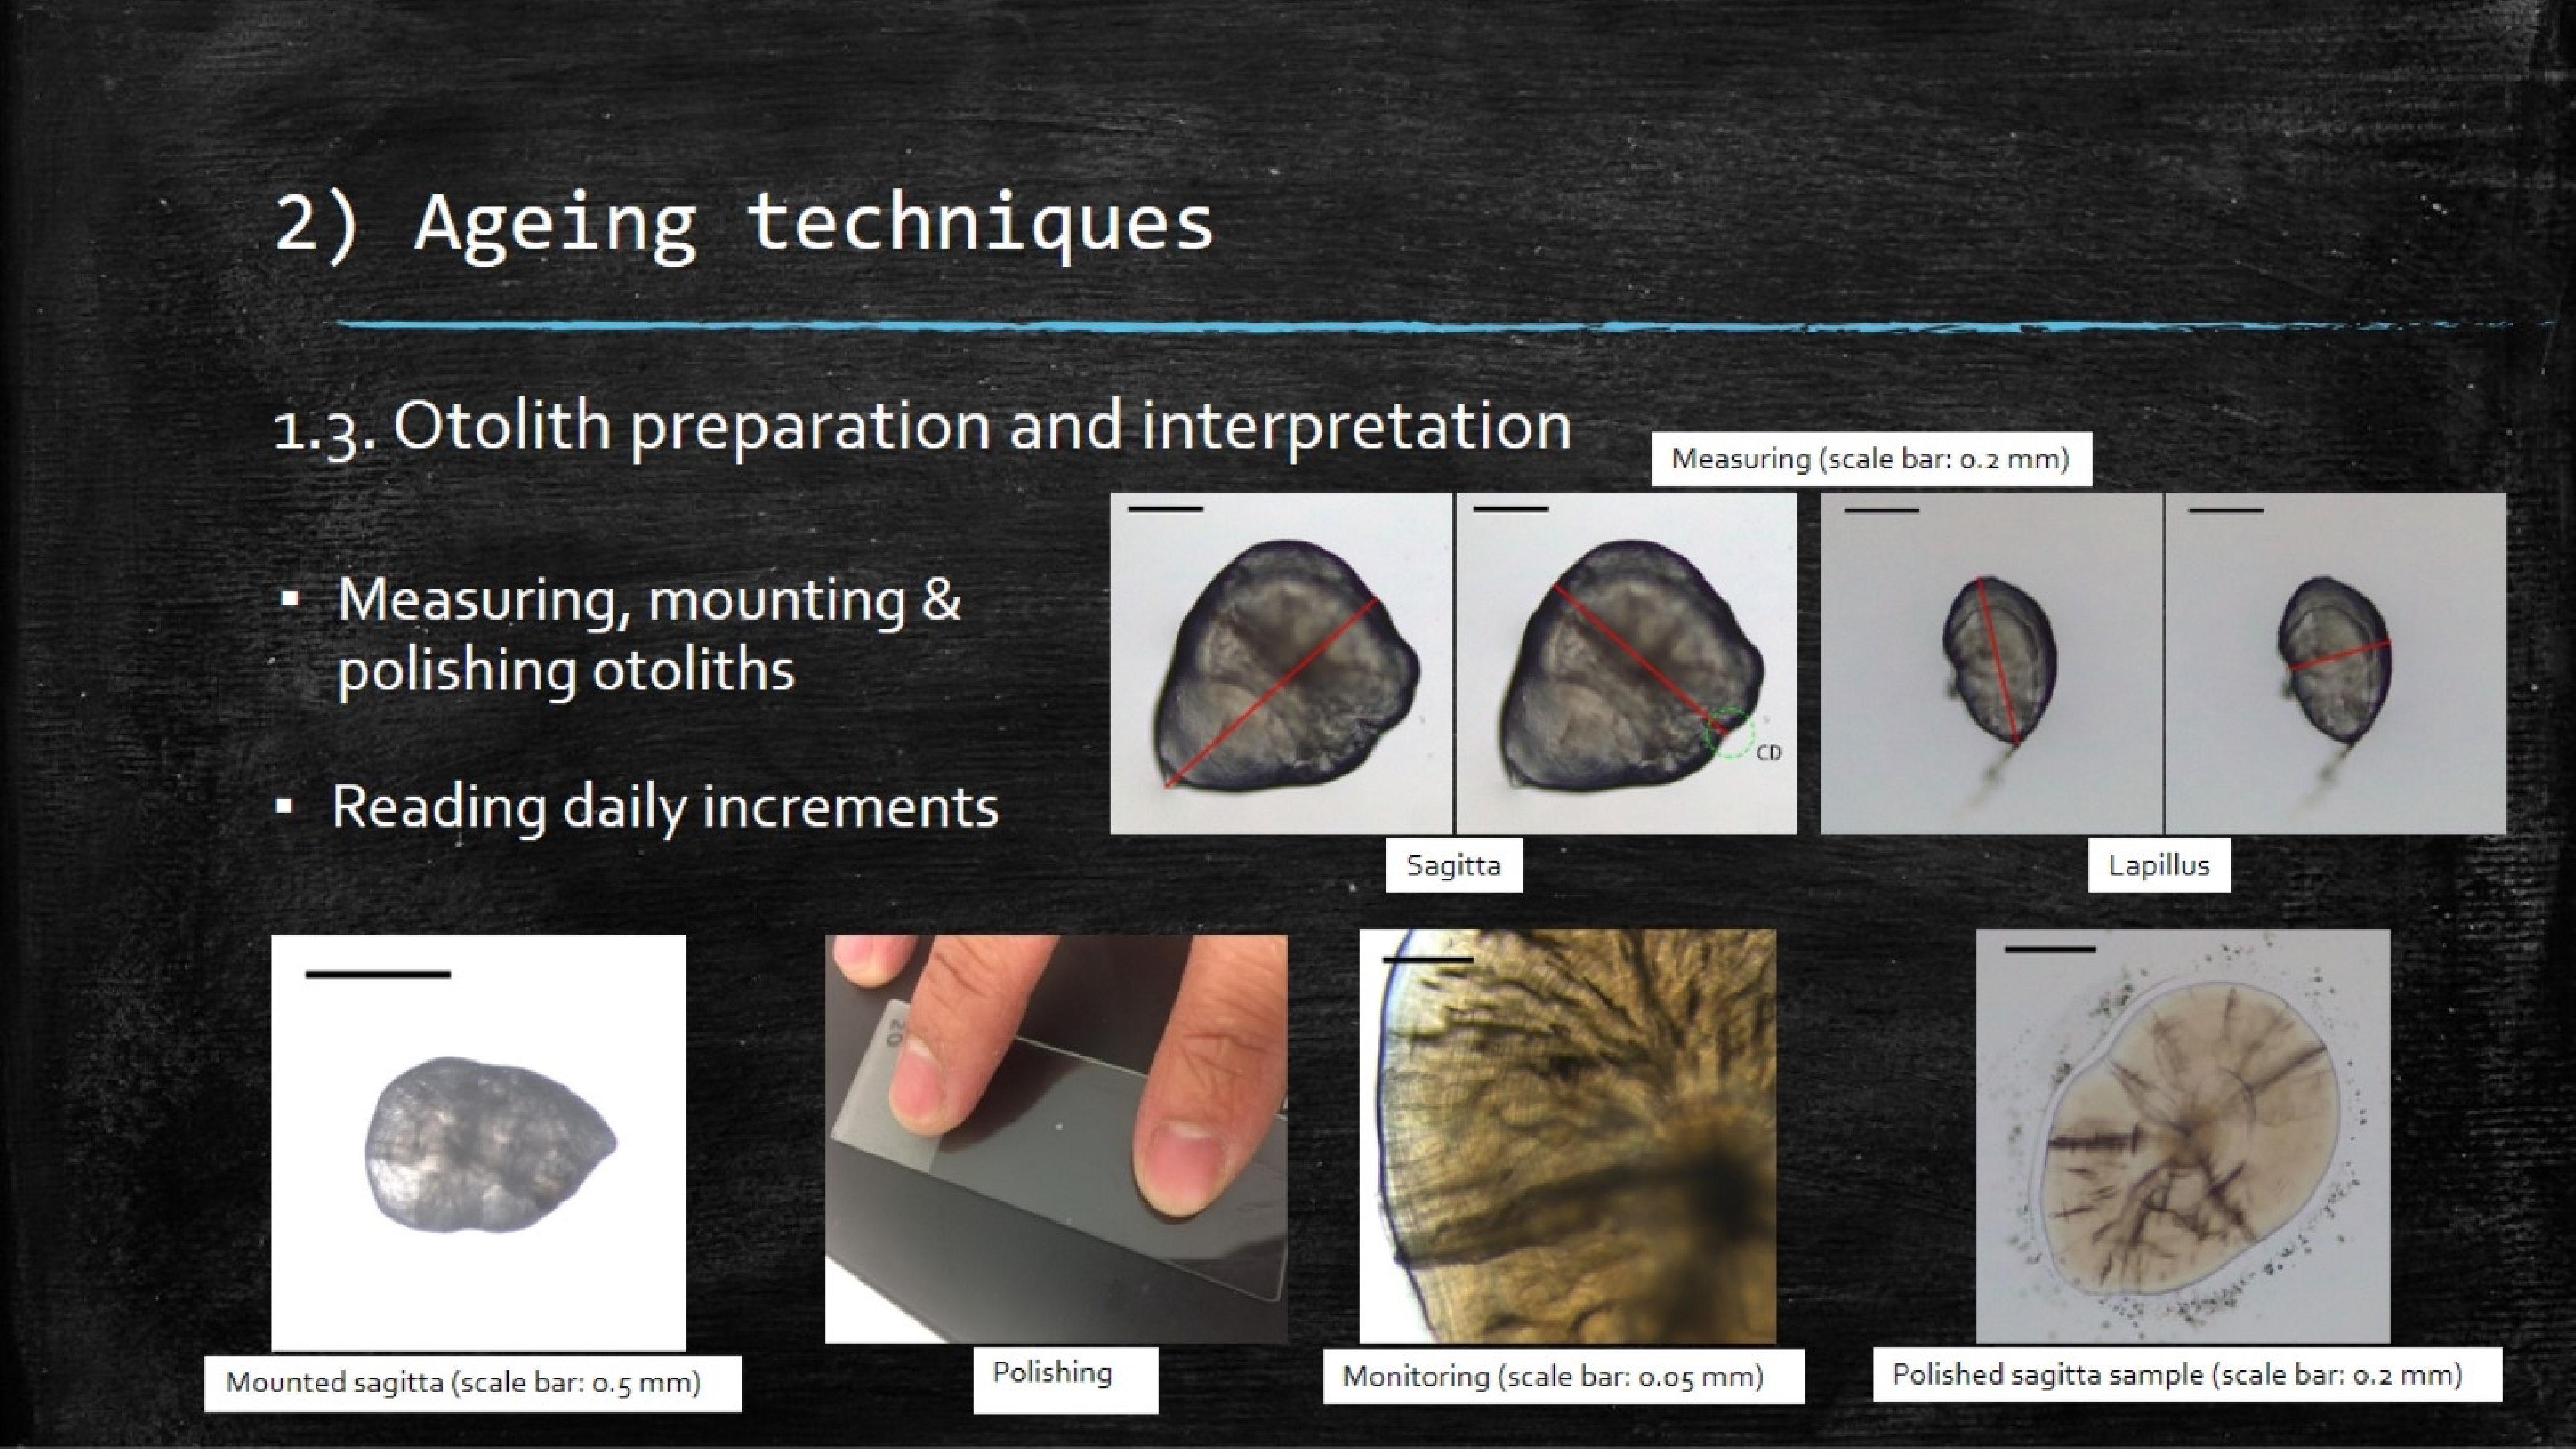 2) Ageing techniques
1.3. Otolith preparation and interpretation
Measuring (scale bar: 0.2 mm)
▪ Measuring, mounting &
polishing otoliths
▪ Reading daily increments
CD
Sagitta
Lapillus
02
Mounted sagitta (scale bar: 0.5 mm)
Polishing
Monitoring (scale bar: 0.05 mm)
Polished sagitta sample (scale bar: 0.2 mm)